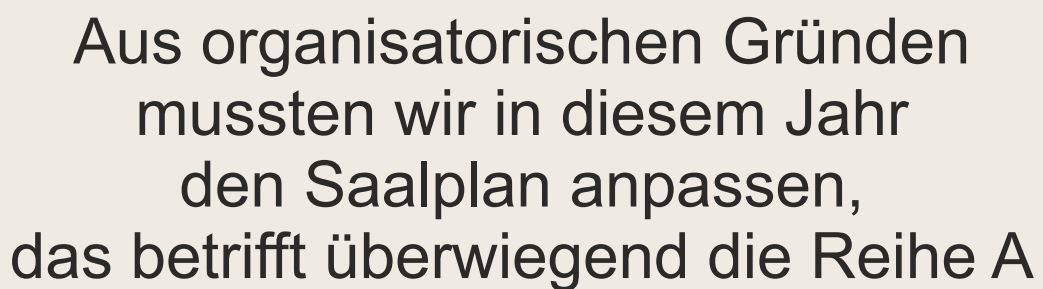 Aus organisatorischen Gründen
mussten wir in diesem Jahr
den Saalplan anpassen,
das betrifft überwiegend die Reihe A